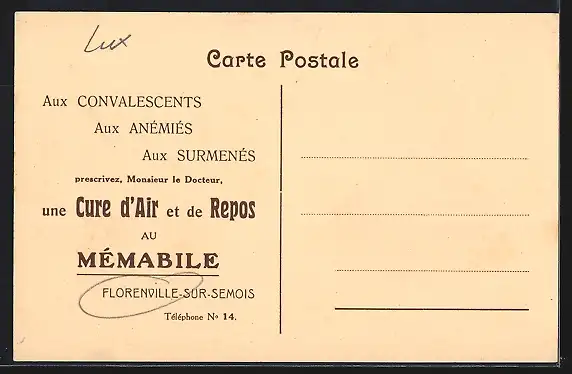 Lux
Carte Postale
Aux CONVALESCENTS
Aux ANÉMIÉS
Aux SURMENÉS
prescrivez, Monsieur le Docteur,
une Cure d'Air et de Repos
AU
MÉMABILE
FLORENVILLE-SUR-SEMOIS
Téléphone Nº 14.